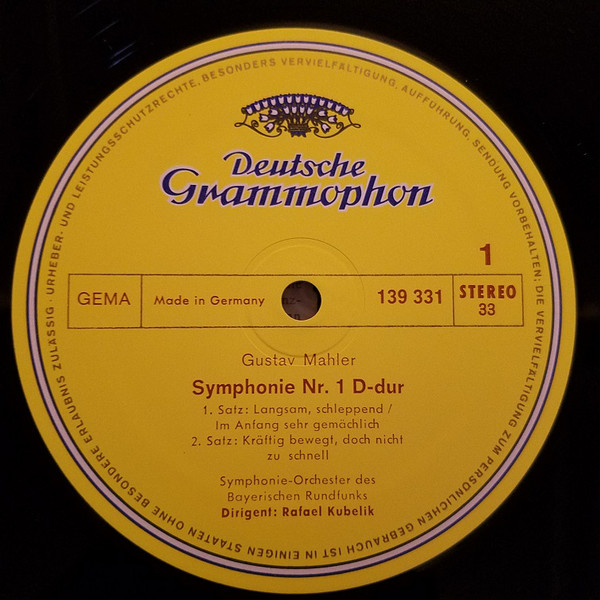 URHEBER- UND LEISTUNGSSCHUTZRECHTE, BESONDERS VERVIELFÄLTIGUNG, AUFFÜHRUNG, SENDUNG VORBEHALTEN; DIE VERVIELFÄLTIGUNG ZUM PERSÖNLICHEN GEBRAUCH IST IN EINIGEN STAATEN OHNE BESONDERE ERLAUBNIS ZULÄSSIG ·
Deutsche
Grammophon
1
GEMA
Made in Germany
139 331
STEREO
33
Gustav Mahler
Symphonie Nr. 1 D-dur
1. Satz: Langsam, schleppend /
Im Anfang sehr gemächlich
2. Satz: Kräftig bewegt, doch nicht
zu schnell
Symphonie-Orchester des
Bayerischen Rundfunks
Dirigent: Rafael Kubelik